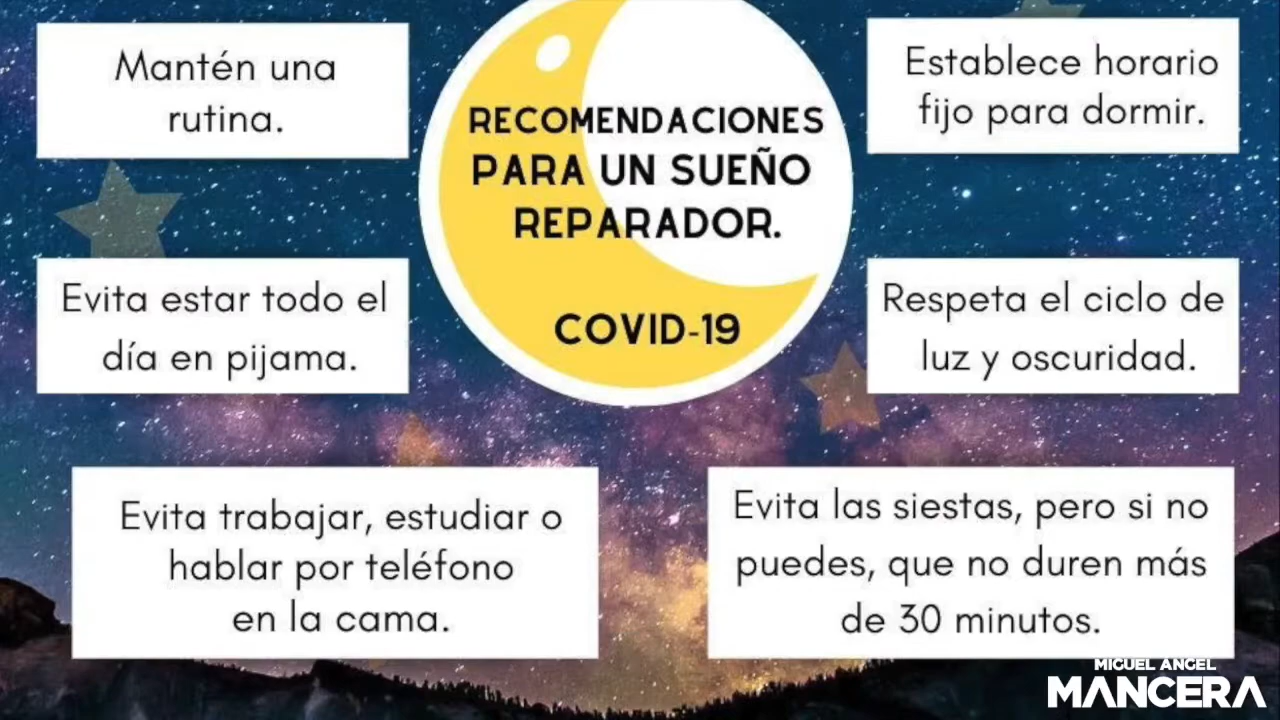 RECOMENDACIONES
PARA UN SUEÑO
REPARADOR.
COVID-19
Mantén una
rutina.
Establece horario
fijo para dormir.
Evita estar todo el
día en pijama.
Respeta el ciclo de
luz y oscuridad.
Evita trabajar, estudiar o
hablar por teléfono
en la cama.
Evita las siestas, pero si no
puedes, que no duren más
de 30 minutos.
MIGUEL ÁNGEL
MANCERA